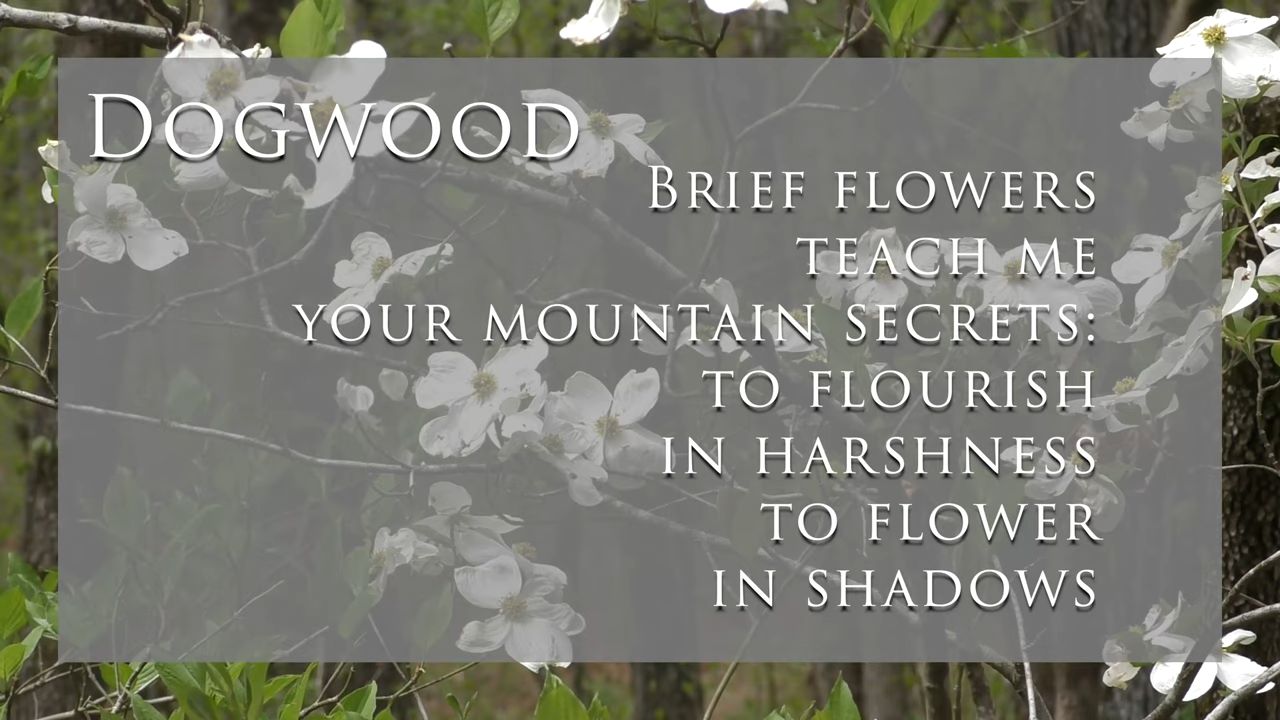 Dogwood
Brief flowers
teach me
your mountain secrets:
to flourish
in harshness
to flower
in shadows